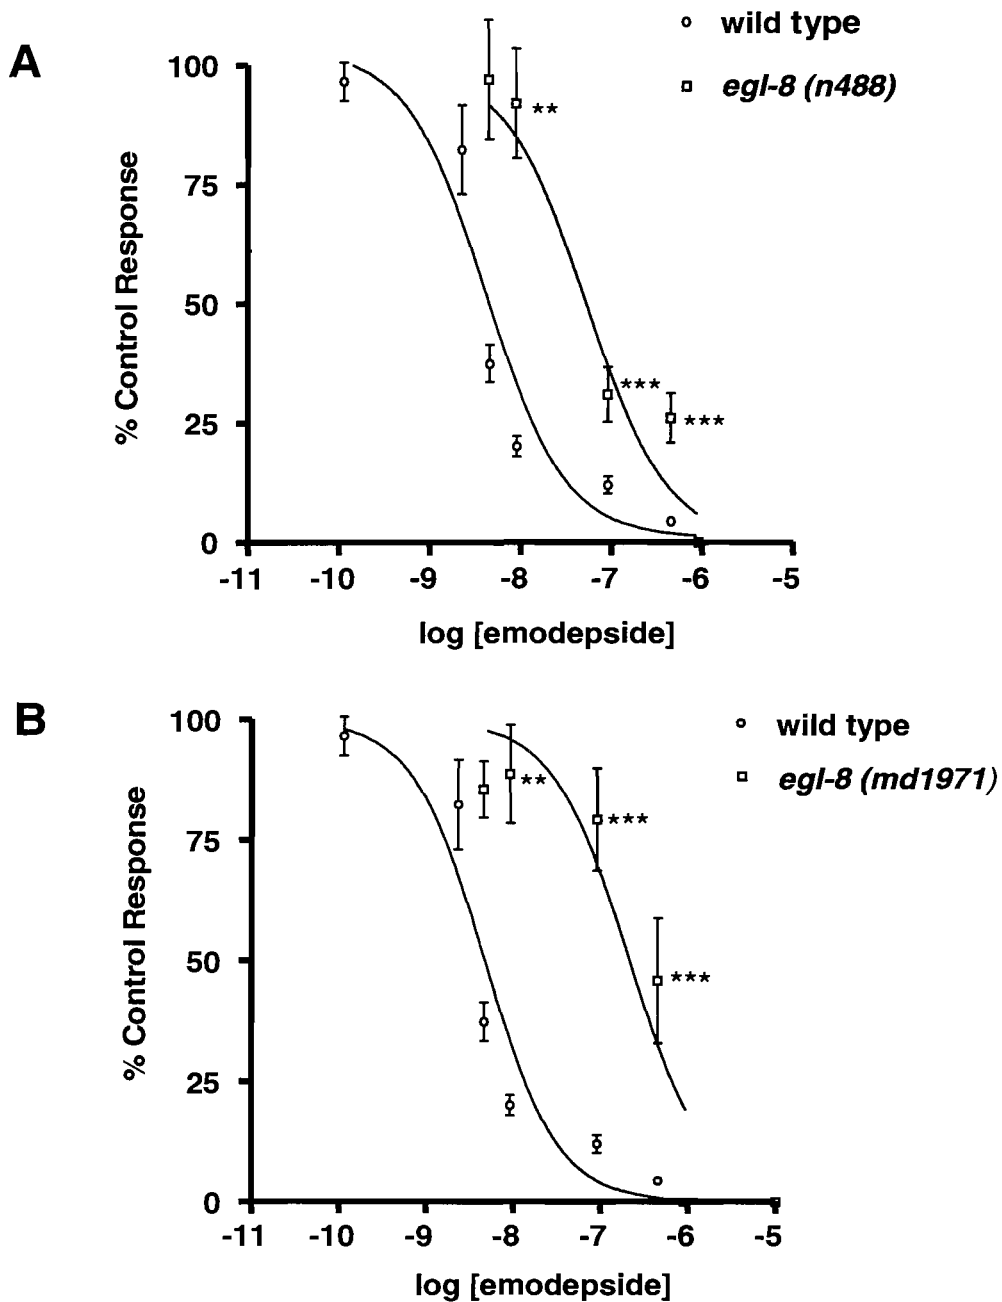 A
wild type
egl-8 (n488)
% Control Response
100
75
50
25
0
**
***
***
-11 -10 -9 -8 -7 -6 -5
log [emodepside]
B
wild type
egl-8 (md1971)
% Control Response
100
75
50
25
0
**
***
***
-11 -10 -9 -8 -7 -6 -5
log [emodepside]